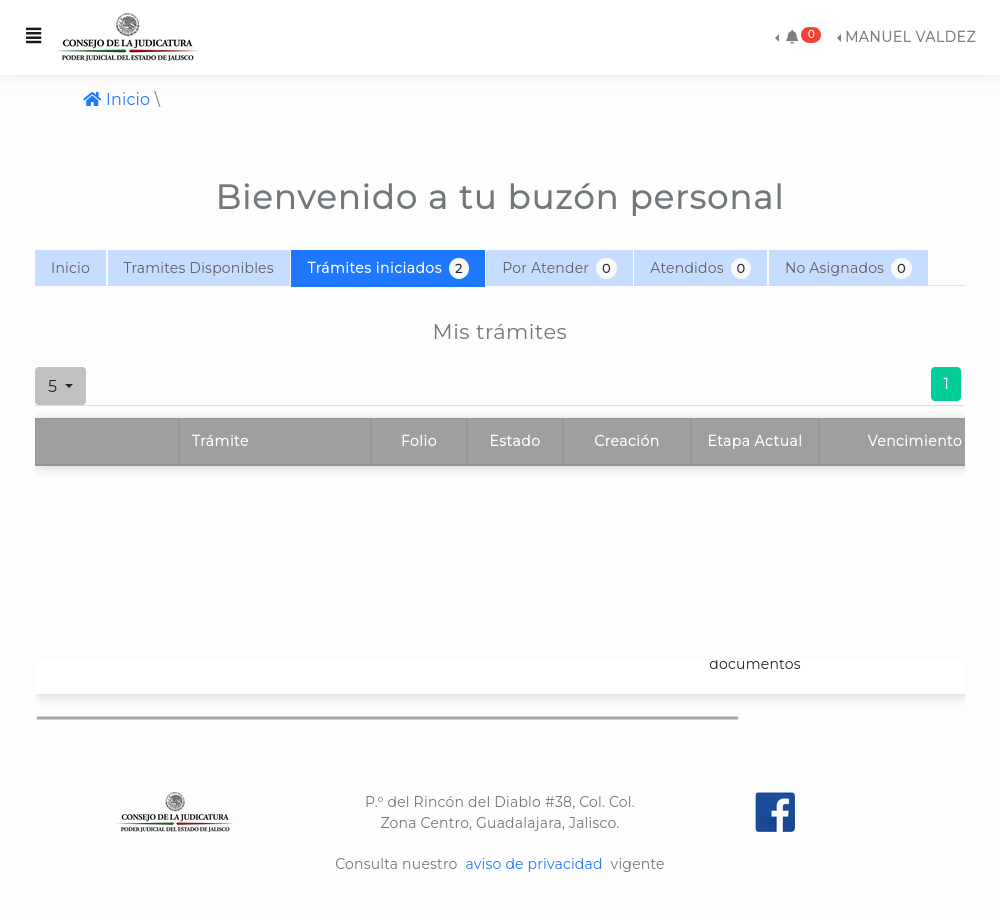 CONSEJO DE LA JUDICATURA
PODER JUDICIAL DEL ESTADO DE JALISCO
0
MANUEL VALDEZ
Inicio \
Bienvenido a tu buzón personal
Inicio
Tramites Disponibles
Trámites iniciados 2
Por Atender 0
Atendidos 0
No Asignados 0
Mis trámites
5
1
Trámite
Folio
Estado
Creación
Etapa Actual
Vencimiento
documentos
CONSEJO DE LA JUDICATURA
PODER JUDICIAL DEL ESTADO DE JALISCO
P.º del Rincón del Diablo #38, Col. Col.
Zona Centro, Guadalajara, Jalisco.
Consulta nuestro aviso de privacidad vigente